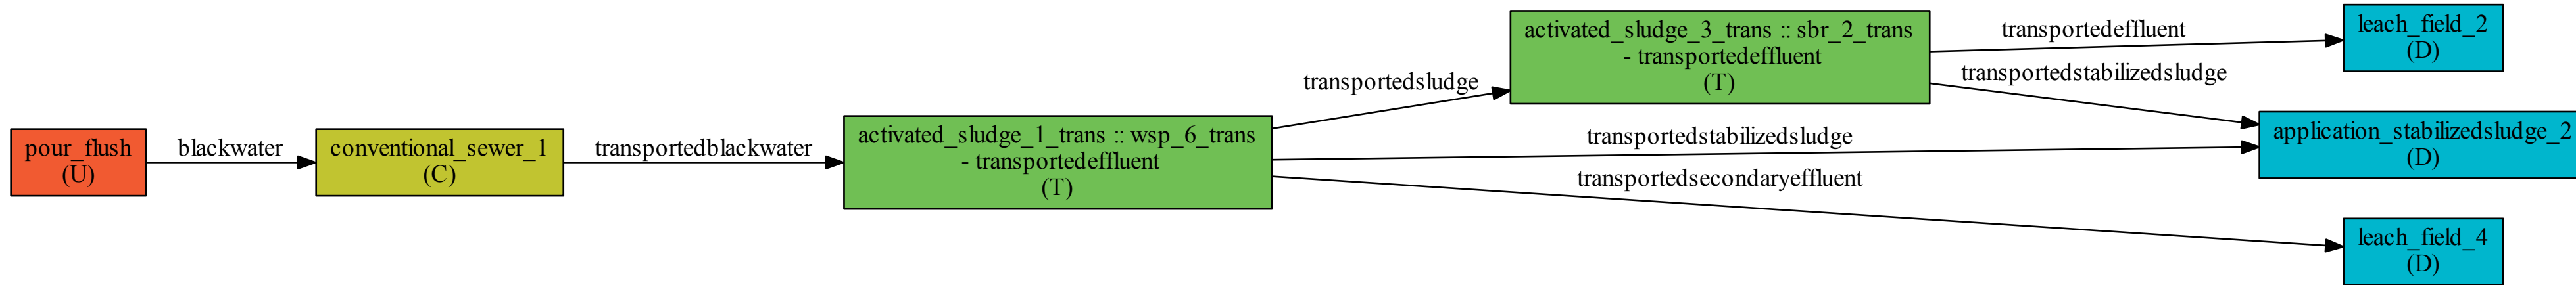 pour_flush
(U)
blackwater
conventional_sewer_1
(C)
transportedblackwater
activated_sludge_1_trans :: wsp_6_trans
- transportedeffluent
(T)
transportedsludge
transportedstabilizedsludge
transportedsecondaryeffluent
activated_sludge_3_trans :: sbr_2_trans
- transportedeffluent
(T)
transportedeffluent
transportedstabilizedsludge
leach_field_2
(D)
application_stabilizedsludge_2
(D)
leach_field_4
(D)